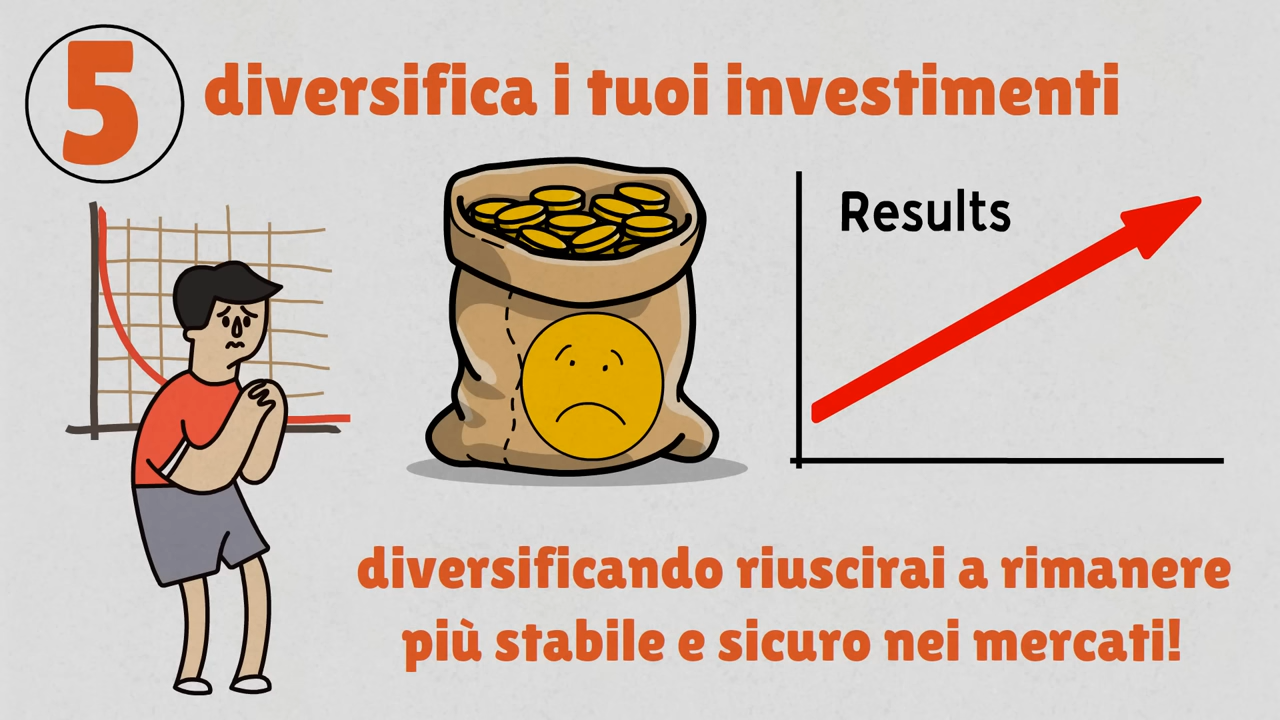 5
diversifica i tuoi investimenti
Results
diversificando riuscirai a rimanere
più stabile e sicuro nei mercati!